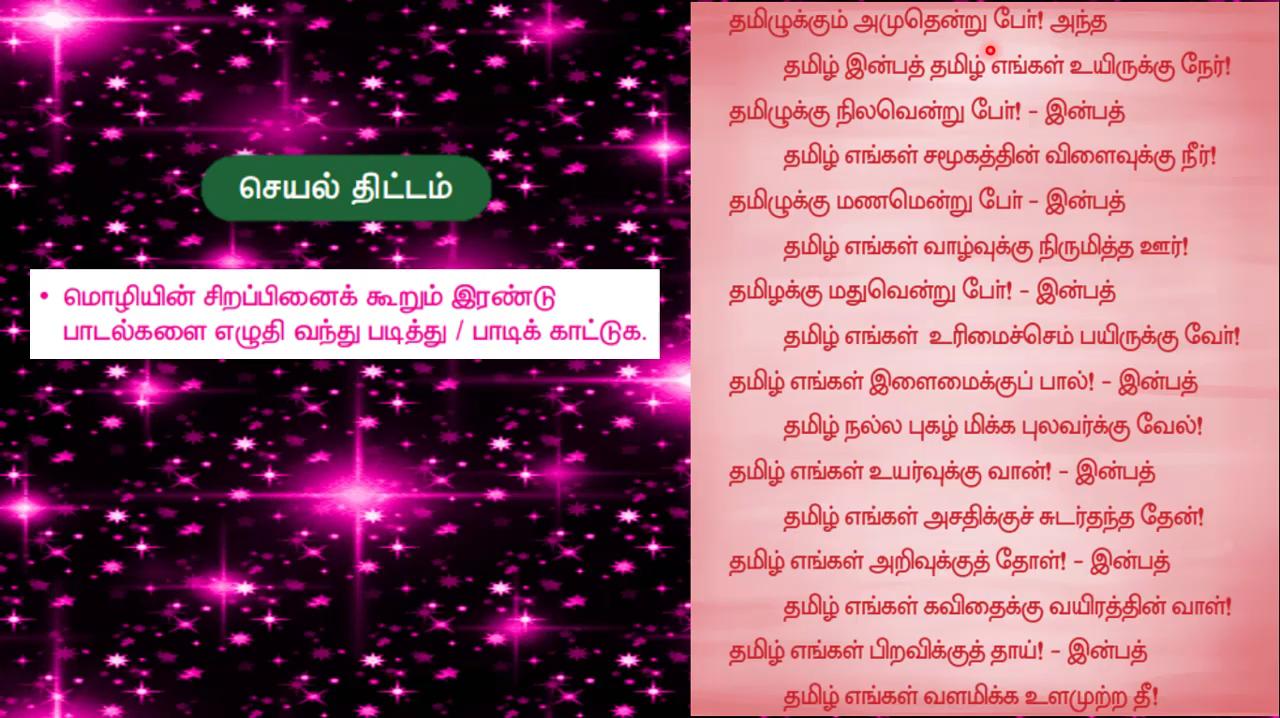 செயல் திட்டம்
• மொழியின் சிறப்பினைக் கூறும் இரண்டு
பாடல்களை எழுதி வந்து படித்து / பாடிக் காட்டுக.
தமிழுக்கும் அமுதென்று பேர்! அந்த
தமிழ் இன்பத் தமிழ் எங்கள் உயிருக்கு நேர்!
தமிழுக்கு நிலவென்று பேர்! - இன்பத்
தமிழ் எங்கள் சமூகத்தின் விளைவுக்கு நீர்!
தமிழுக்கு மணமென்று பேர் - இன்பத்
தமிழ் எங்கள் வாழ்வுக்கு நிருமித்த ஊர்!
தமிழக்கு மதுவென்று பேர்! - இன்பத்
தமிழ் எங்கள் உரிமைச்செம் பயிருக்கு வேர்!
தமிழ் எங்கள் இளைமைக்குப் பால்! - இன்பத்
தமிழ் நல்ல புகழ் மிக்க புலவர்க்கு வேல்!
தமிழ் எங்கள் உயர்வுக்கு வான்! - இன்பத்
தமிழ் எங்கள் அசதிக்குச் சுடர்தந்த தேன்!
தமிழ் எங்கள் அறிவுக்குத் தோள்! - இன்பத்
தமிழ் எங்கள் கவிதைக்கு வயிரத்தின் வாள்!
தமிழ் எங்கள் பிறவிக்குத் தாய்! - இன்பத்
தமிழ் எங்கள் வளமிக்க உளமுற்ற தீ!